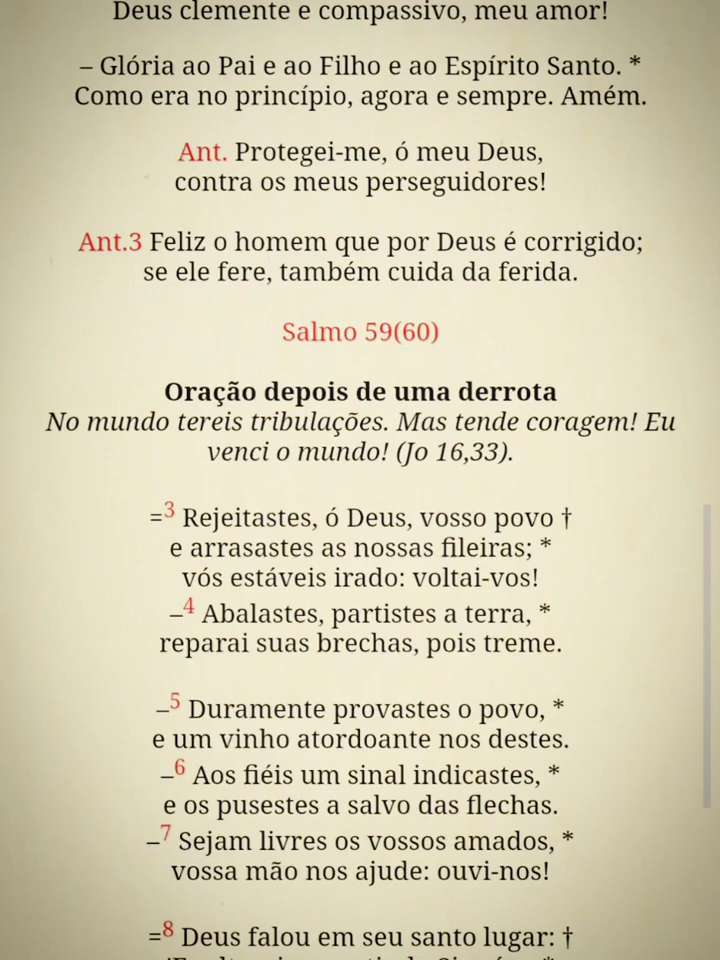 Deus clemente e compassivo, meu amor!
– Glória ao Pai e ao Filho e ao Espírito Santo. *
Como era no princípio, agora e sempre. Amém.
Ant. Protegei-me, ó meu Deus,
contra os meus perseguidores!
Ant.3 Feliz o homem que por Deus é corrigido;
se ele fere, também cuida da ferida.
Salmo 59(60)
Oração depois de uma derrota
No mundo tereis tribulações. Mas tende coragem! Eu
venci o mundo! (Jo 16,33).
=3 Rejeitastes, ó Deus, vosso povo †
e arrasastes as nossas fileiras; *
vós estáveis irado: voltai-vos!
–4 Abalastes, partistes a terra, *
reparai suas brechas, pois treme.
–5 Duramente provastes o povo, *
e um vinho atordoante nos destes.
–6 Aos fiéis um sinal indicastes, *
e os pusestes a salvo das flechas.
–7 Sejam livres os vossos amados, *
vossa mão nos ajude: ouvi-nos!
=8 Deus falou em seu santo lugar: †